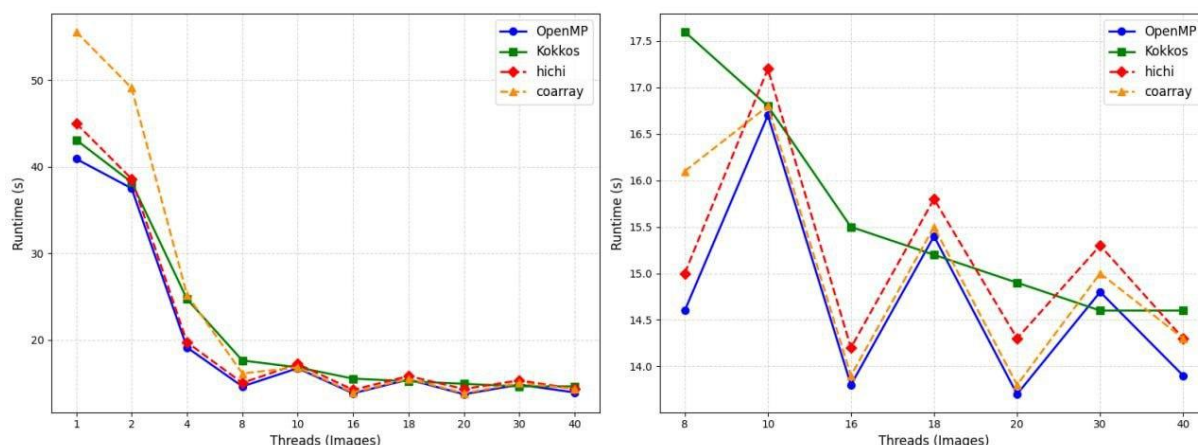 OpenMP
Kokkos
hichi
coarray
50
40
30
20
Runtime (s)
1 2 4 8 10 16 18 20 30 40
Threads (Images)
OpenMP
Kokkos
hichi
coarray
17.5
17.0
16.5
16.0
15.5
15.0
14.5
14.0
Runtime (s)
8 10 16 18 20 30 40
Threads (Images)